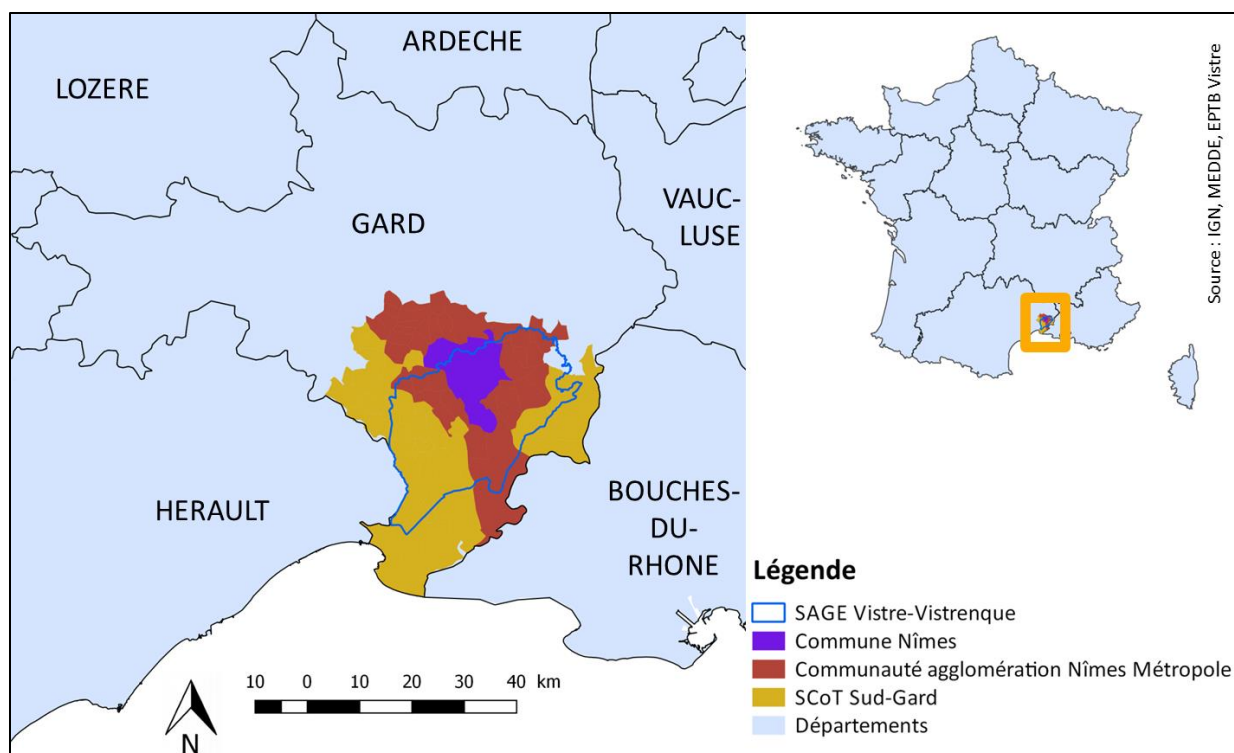 ARDECHE
LOZERE
GARD
VAUC-
LUSE
HERAULT
BOUCHES-
DU-
RHONE
10 0 10 20 30 40 km
N
Source : IGN, MEDDE, EPTB Vistre
Légende
SAGE Vistre-Vistrenque
Commune Nîmes
Communauté agglomération Nîmes Métropole
SCoT Sud-Gard
Départements